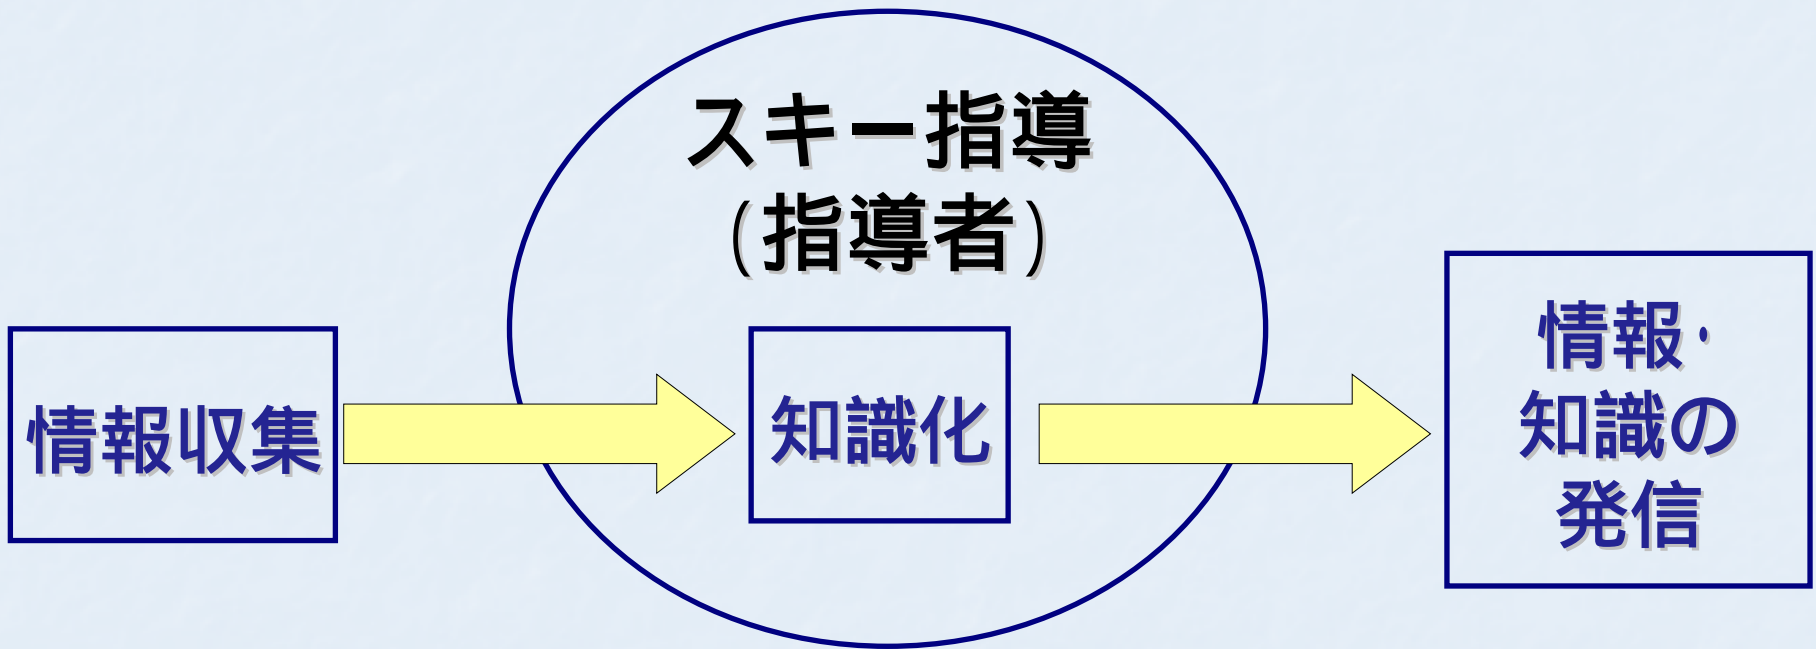 スキー指導
(指導者)
情報収集
知識化
情報・
知識の
発信